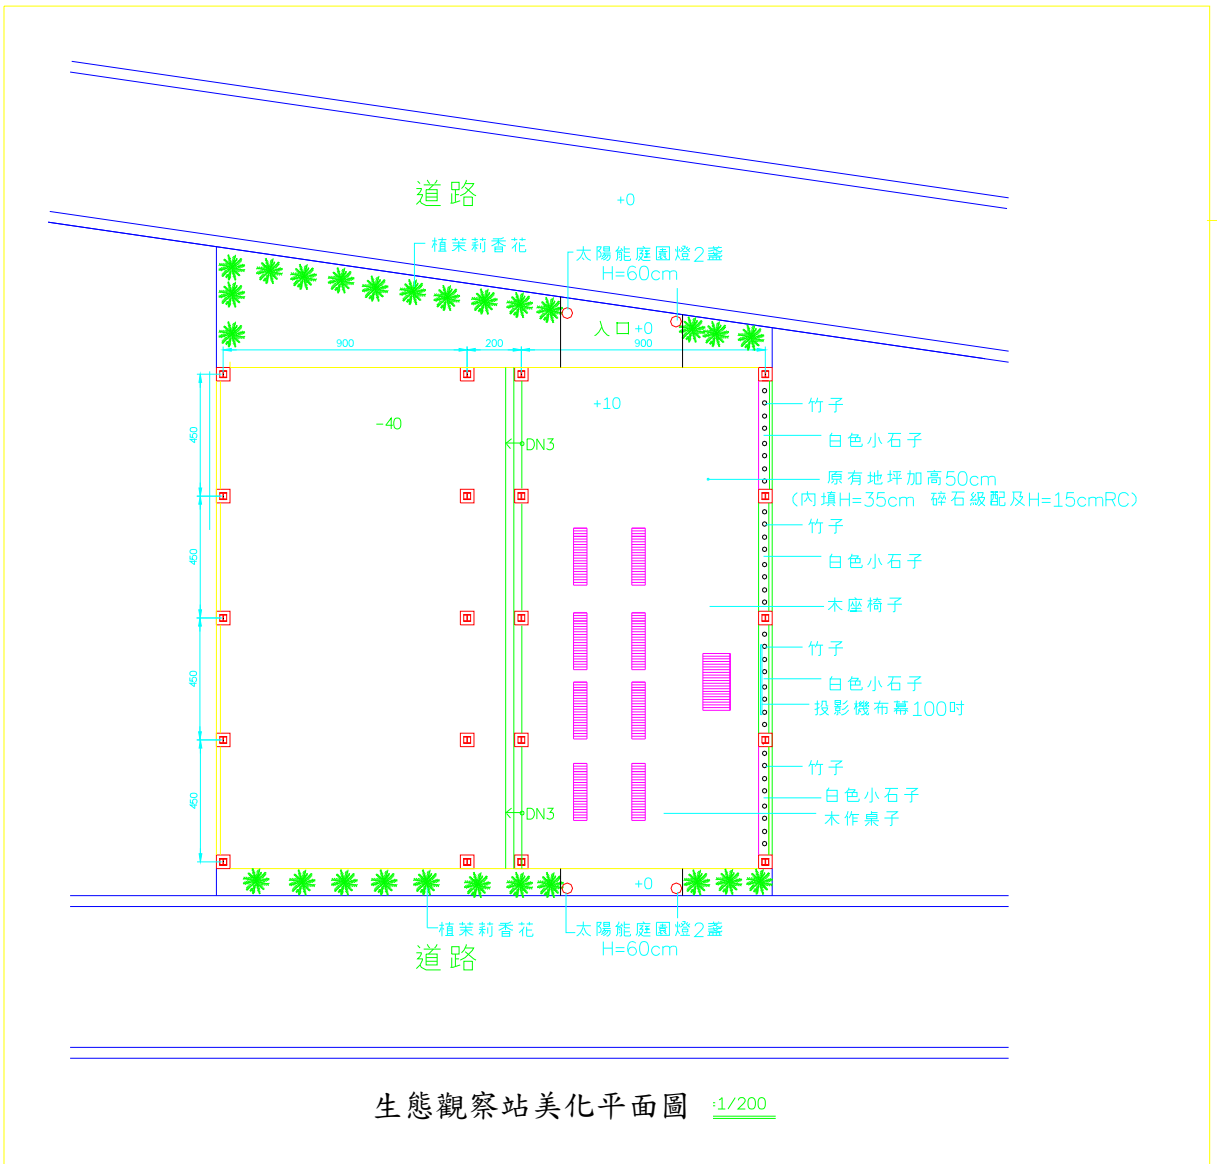 道路
+0
植茉莉香花
太陽能庭園燈2盞
H=60cm
入口+0
900
200
900
-40
+10
450
450
450
450
DN3
DN3
竹子
白色小石子
原有地坪加高50cm
(內填H=35cm 碎石級配及H=15cmRC)
竹子
白色小石子
木座椅子
竹子
白色小石子
投影機布幕100吋
竹子
白色小石子
木作桌子
+0
植茉莉香花
太陽能庭園燈2盞
H=60cm
道路
生態觀察站美化平面圖 :1/200